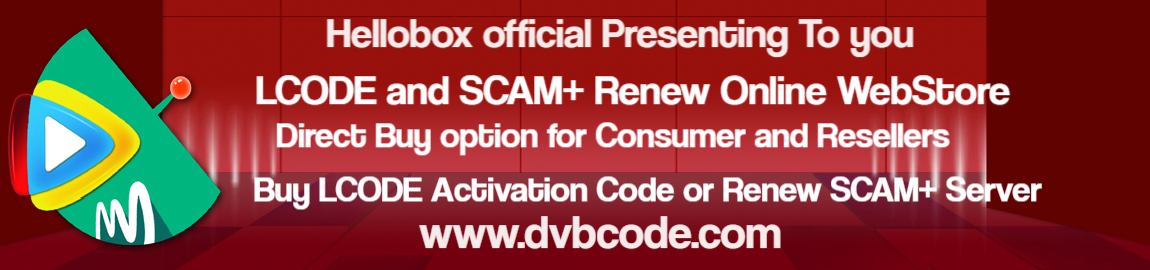 Hellobox official Presenting To you
LCODE and SCAM+ Renew Online WebStore
Direct Buy option for Consumer and Resellers
Buy LCODE Activation Code or Renew SCAM+ Server
www.dvbcode.com